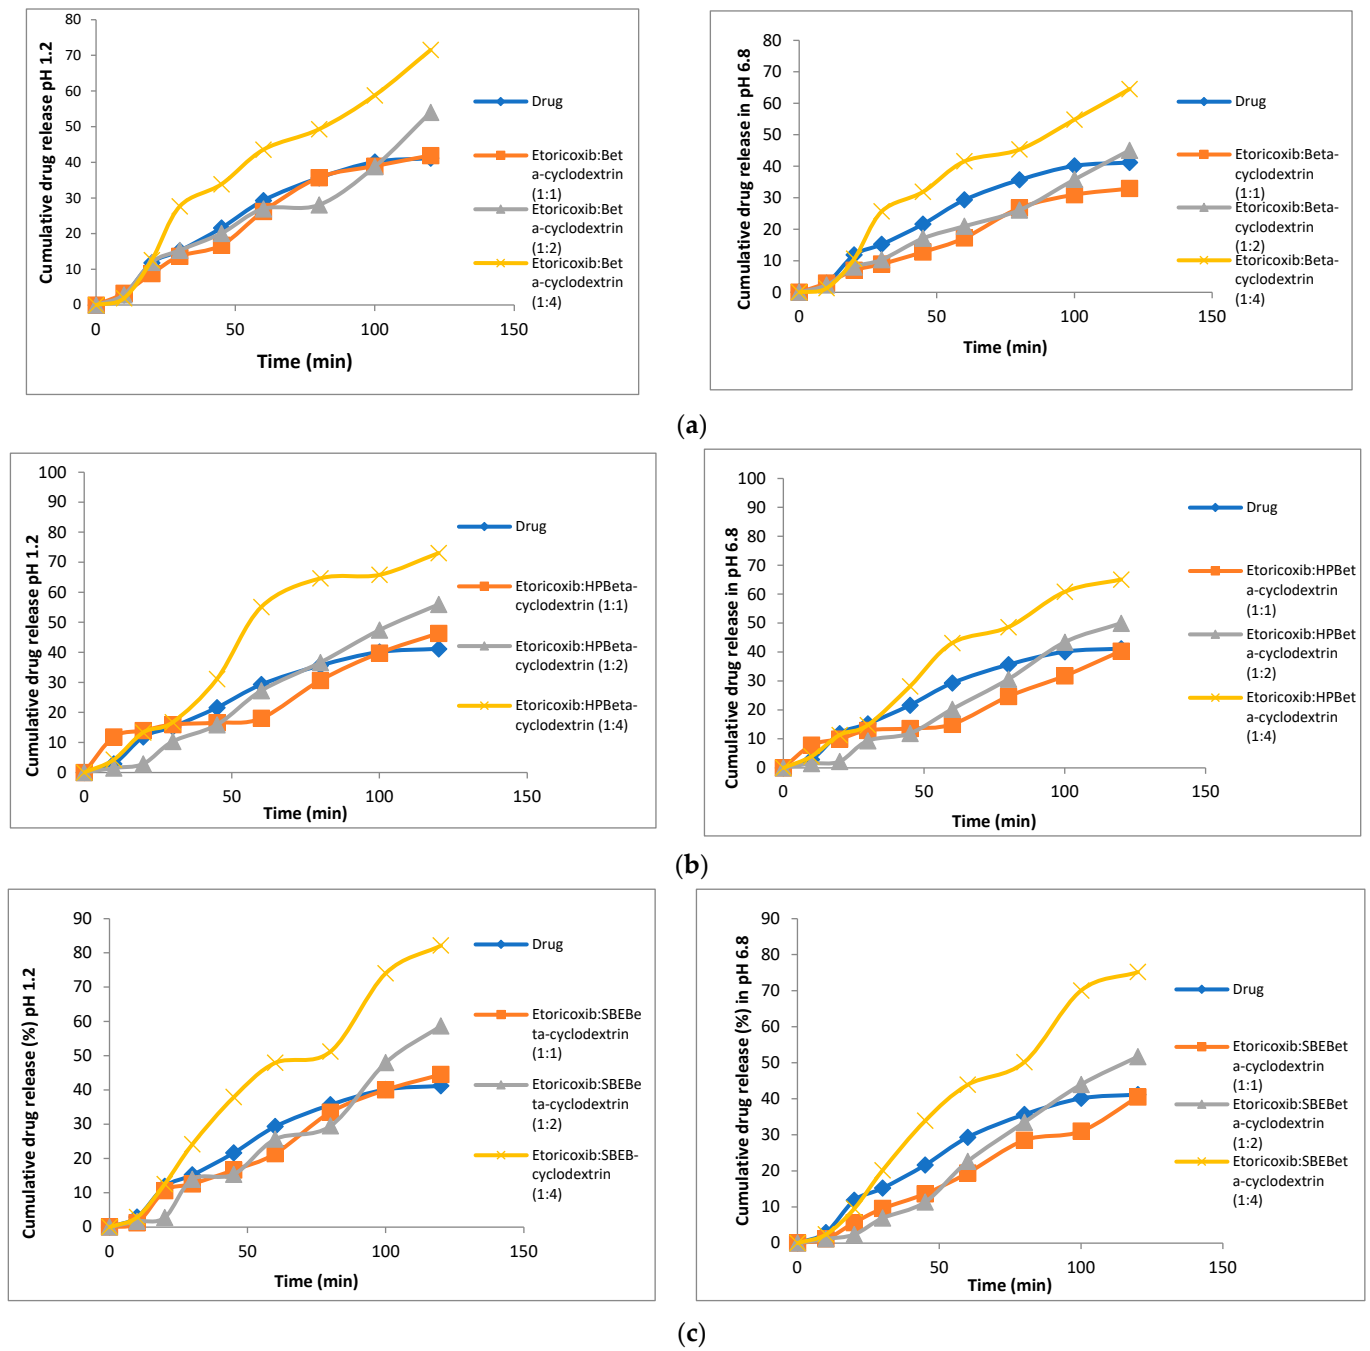 Cumulative drug release pH 1.2
80
70
60
50
40
30
20
10
0
0
50
100
150
Time (min)
Drug
Etoricoxib:Bet
a-cyclodextrin
(1:1)
Etoricoxib:Bet
a-cyclodextrin
(1:2)
Etoricoxib:Bet
a-cyclodextrin
(1:4)
Cumulative drug release in pH 6.8
80
70
60
50
40
30
20
10
0
0
50
100
150
Time (min)
Drug
Etoricoxib:Beta-
cyclodextrin
(1:1)
Etoricoxib:Beta-
cyclodextrin
(1:2)
Etoricoxib:Beta-
cyclodextrin
(1:4)
(a)
Cumulative drug release pH 1.2
100
90
80
70
60
50
40
30
20
10
0
0
50
100
150
Time (min)
Drug
Etoricoxib:HPBeta-
cyclodextrin (1:1)
Etoricoxib:HPBeta-
cyclodextrin (1:2)
Etoricoxib:HPBeta-
cyclodextrin (1:4)
Cumulative drug release in pH 6.8
100
90
80
70
60
50
40
30
20
10
0
0
50
100
150
Time (min)
Drug
Etoricoxib:HPBet
a-cyclodextrin
(1:1)
Etoricoxib:HPBet
a-cyclodextrin
(1:2)
Etoricoxib:HPBet
a-cyclodextrin
(1:4)
(b)
Cumulative drug release (%) pH 1.2
90
80
70
60
50
40
30
20
10
0
0
50
100
150
Time (min)
Drug
Etoricoxib:SBEBe
ta-cyclodextrin
(1:1)
Etoricoxib:SBEBe
ta-cyclodextrin
(1:2)
Etoricoxib:SBEB-
cyclodextrin
(1:4)
Cumulative drug release (%) in pH 6.8
90
80
70
60
50
40
30
20
10
0
0
50
100
150
Time (min)
Drug
Etoricoxib:SBEBet
a-cyclodextrin
(1:1)
Etoricoxib:SBEBet
a-cyclodextrin
(1:2)
Etoricoxib:SBEBet
a-cyclodextrin
(1:4)
(c)